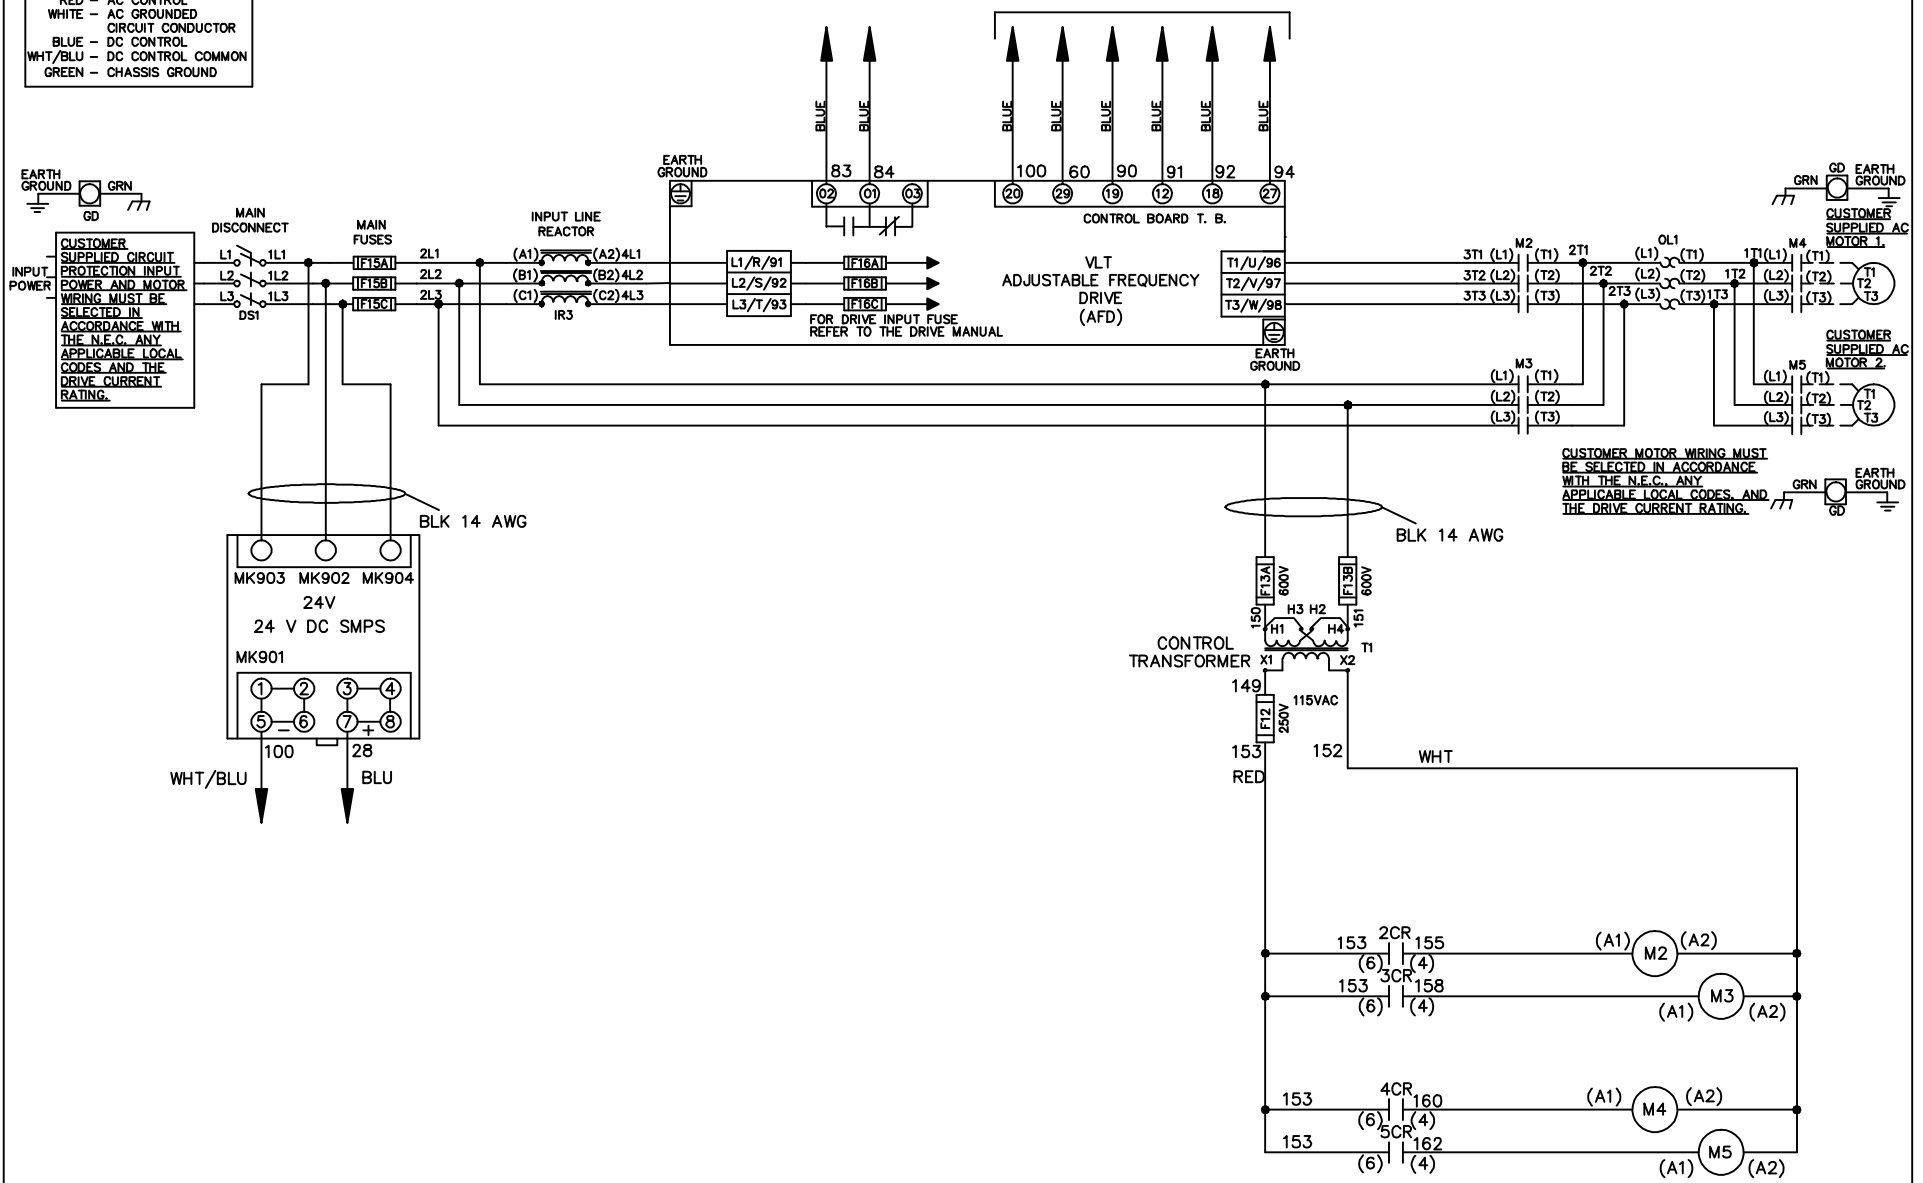 RED – AC CONTROL
WHITE – AC GROUNDED
CIRCUIT CONDUCTOR
BLUE – DC CONTROL
WHT/BLU – DC CONTROL COMMON
GREEN – CHASSIS GROUND
BLUE
BLUE
BLUE
BLUE
BLUE
BLUE
BLUE
BLUE
83
84
100
60
90
91
92
94
02
01
03
20
29
19
12
18
27
CONTROL BOARD T. B.
EARTH
GROUND
GRN
GD
EARTH
GROUND
GD
GRN
EARTH
GROUND
INPUT
POWER
CUSTOMER
SUPPLIED CIRCUIT
PROTECTION INPUT
POWER AND MOTOR
WIRING MUST BE
SELECTED IN
ACCORDANCE WITH
THE N.E.C. ANY
APPLICABLE LOCAL
CODES AND THE
DRIVE CURRENT
RATING.
MAIN
DISCONNECT
L1 1L1
L2 1L2
L3 1L3
DS1
MAIN
FUSES
F15A
F15B
F15C
2L1
2L2
2L3
INPUT LINE
REACTOR
(A1) (A2) 4L1
(B1) (B2) 4L2
(C1) (C2) 4L3
IR3
L1/R/91
L2/S/92
L3/T/93
F16A
F16B
F16C
FOR DRIVE INPUT FUSE
REFER TO THE DRIVE MANUAL
VLT
ADJUSTABLE FREQUENCY
DRIVE
(AFD)
T1/U/96
T2/V/97
T3/W/98
EARTH
GROUND
M2
3T1 (L1) (T1) 2T1
3T2 (L2) (T2) 2T2
3T3 (L3) (T3) 2T3
OL1
(L1) (T1) 1T1
(L2) (T2) 1T2
(L3) (T3) 1T3
M4
(L1) (T1)
(L2) (T2)
(L3) (T3)
T1
T2
T3
CUSTOMER
SUPPLIED AC
MOTOR 1.
M3
(L1) (T1)
(L2) (T2)
(L3) (T3)
M5
(L1) (T1)
(L2) (T2)
(L3) (T3)
T1
T2
T3
CUSTOMER
SUPPLIED AC
MOTOR 2.
CUSTOMER MOTOR WIRING MUST
BE SELECTED IN ACCORDANCE
WITH THE N.E.C., ANY
APPLICABLE LOCAL CODES, AND
THE DRIVE CURRENT RATING.
GRN
GD
EARTH
GROUND
BLK 14 AWG
BLK 14 AWG
MK903 MK902 MK904
24V
24 V DC SMPS
MK901
1 2 3 4
5 6 7 8
– +
100
28
WHT/BLU
BLU
F13A
600V
F13B
600V
150
151
H3 H2
H1
H4
T1
CONTROL
TRANSFORMER
X1
X2
149
115VAC
F12
250V
153
152
RED
WHT
2CR
153 155
(6) (4)
(A1) M2 (A2)
3CR
153 158
(6) (4)
(A1) M3 (A2)
4CR
153 160
(6) (4)
(A1) M4 (A2)
5CR
153 162
(6) (4)
(A1) M5 (A2)